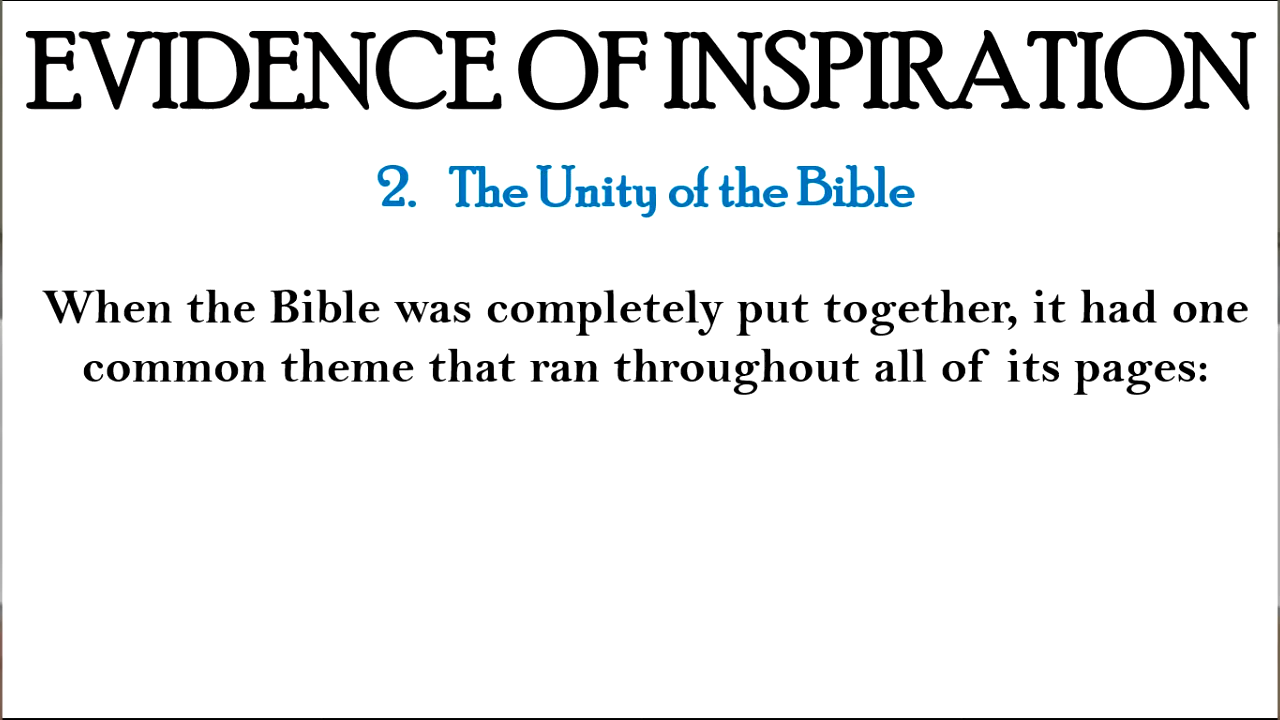 EVIDENCE OF INSPIRATION
2. The Unity of the Bible
When the Bible was completely put together, it had one
common theme that ran throughout all of its pages: